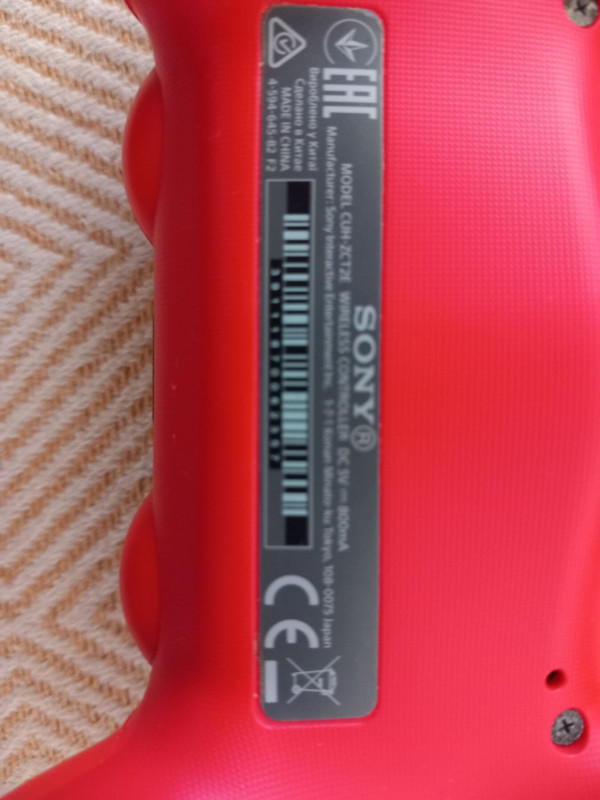 SONY®
MODEL CUH-ZCT2E WIRELESS CONTROLLER DC 5V ⎓ 800mA
Manufacturer: Sony Interactive Entertainment Inc. 1-7-1 Konan Minato-ku Tokyo, 108-0075 Japan
EAC
Вироблено у Китаї
Сделано в Китае
MADE IN CHINA
4-594-645-82 F2
CE